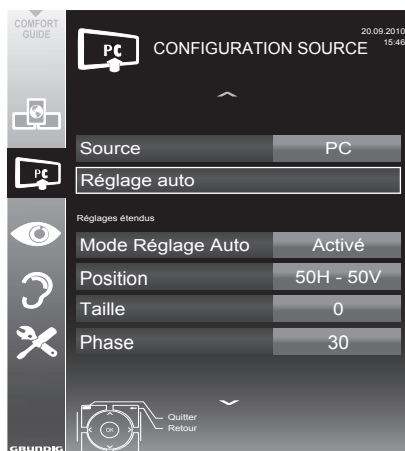 COMFORT
GUIDE
PC
CONFIGURATION SOURCE
20.09.2010
15:46
Source
PC
PC
Réglage auto
Réglages étendus
Mode Réglage Auto
Activé
Position
50H - 50V
Taille
0
Phase
30
OK
Quitter
Retour
GRUNDIG